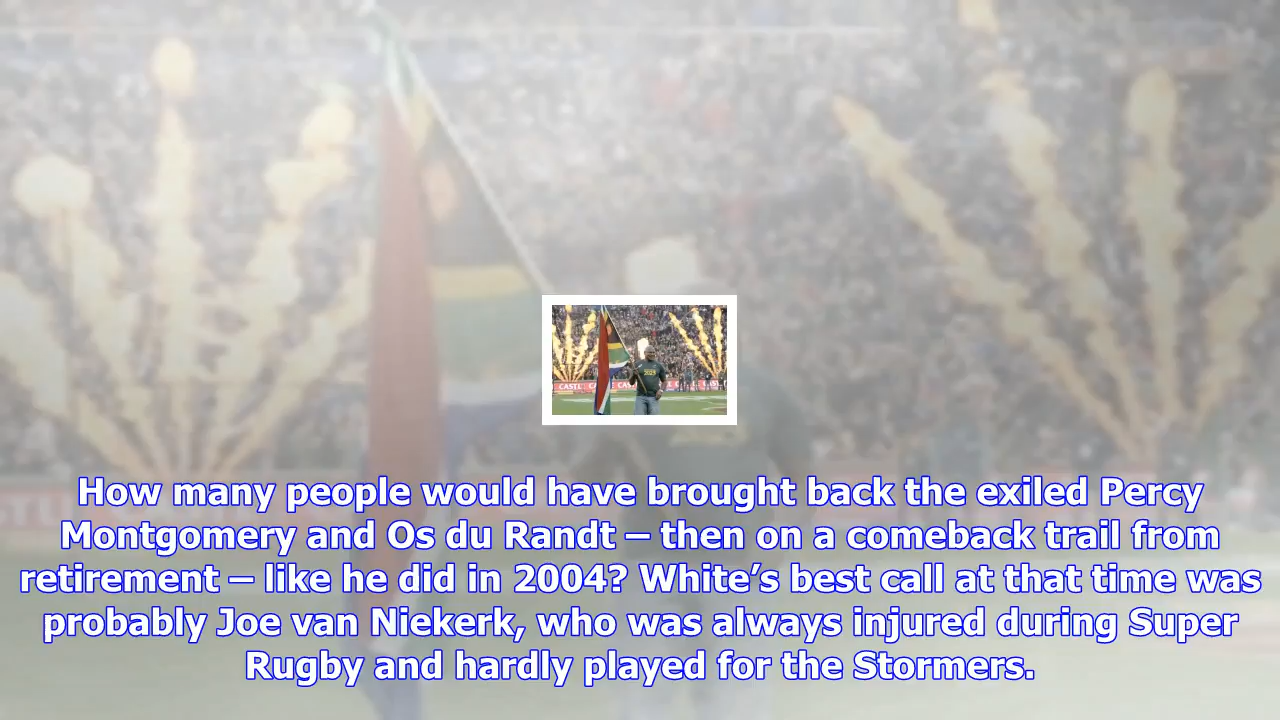 CASTL
How many people would have brought back the exiled Percy
Montgomery and Os du Randt – then on a comeback trail from
retirement – like he did in 2004? White’s best call at that time was
probably Joe van Niekerk, who was always injured during Super
Rugby and hardly played for the Stormers.